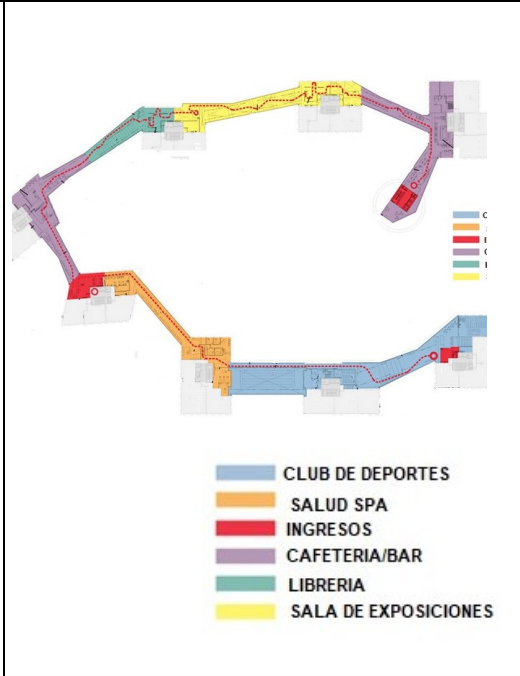 CLUB DE DEPORTES
SALUD SPA
INGRESOS
CAFETERIA/BAR
LIBRERIA
SALA DE EXPOSICIONES